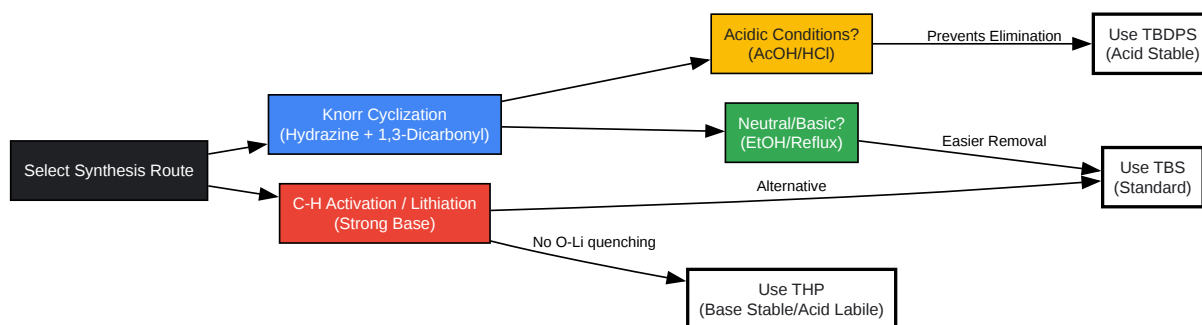 Select Synthesis Route
Knorr Cyclization
(Hydrazine + 1,3-Dicarbonyl)
C-H Activation / Lithiation
(Strong Base)
Acidic Conditions?
(AcOH/HCl)
Neutral/Basic?
(EtOH/Reflux)
Prevents Elimination
Use TBDPS
(Acid Stable)
Easier Removal
Alternative
Use TBS
(Standard)
No O-Li quenching
Use THP
(Base Stable/Acid Labile)